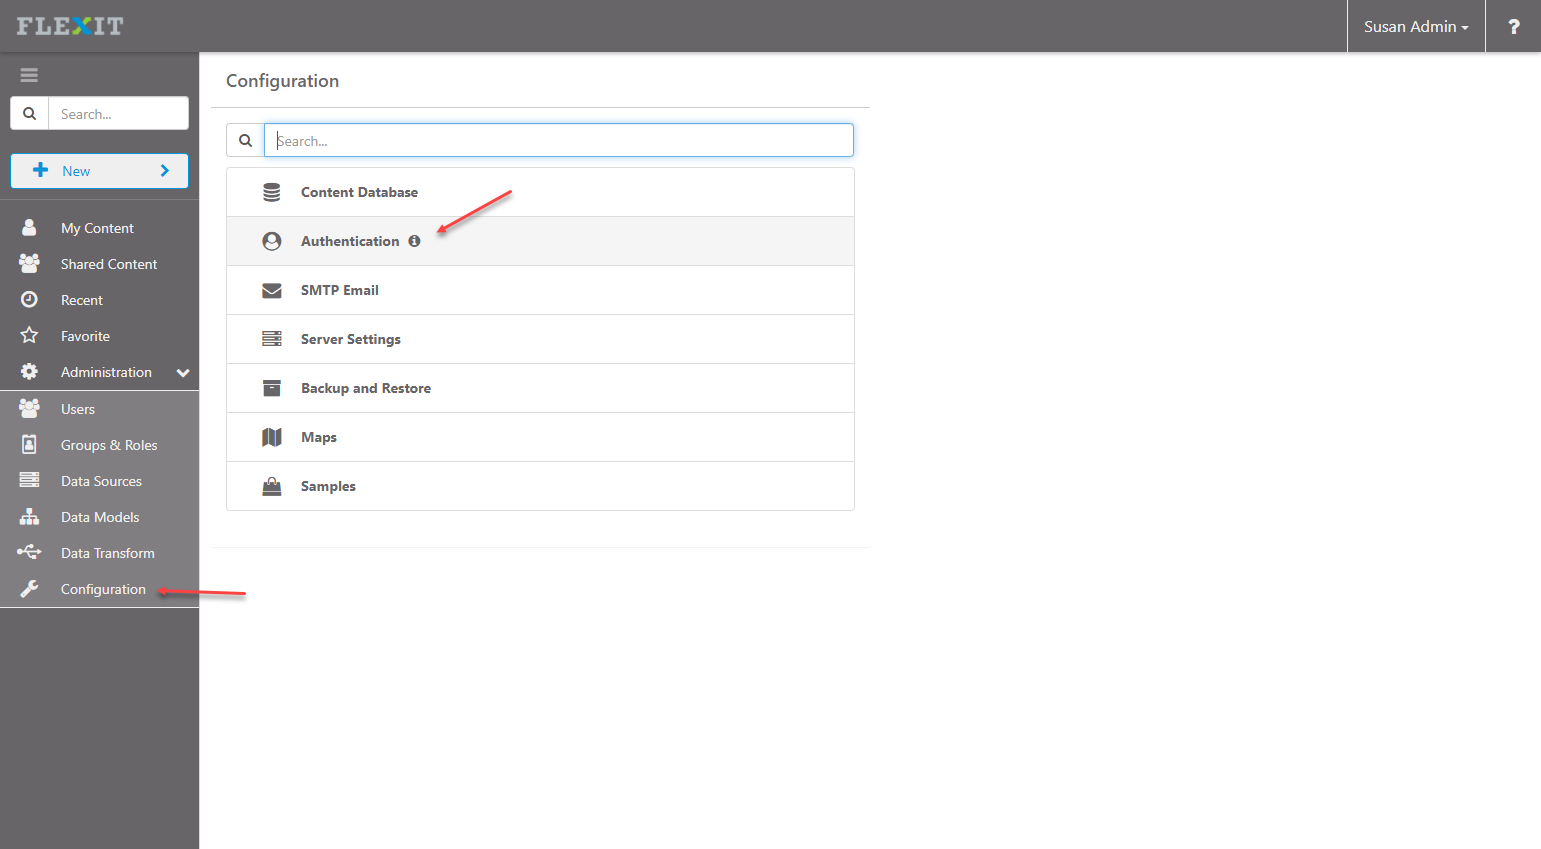 FLEXIT
Susan Admin
?
Search...
New
My Content
Shared Content
Recent
Favorite
Administration
Users
Groups & Roles
Data Sources
Data Models
Data Transform
Configuration
Configuration
Search...
Content Database
Authentication
SMTP Email
Server Settings
Backup and Restore
Maps
Samples